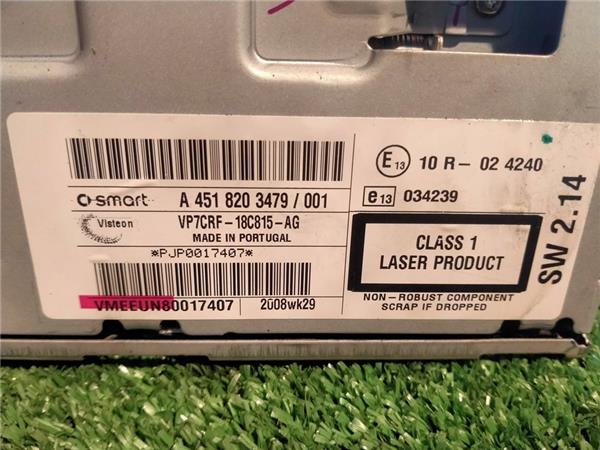 smart A 451 820 3479 / 001
Visteon VP7CRF-18C815-AG
MADE IN PORTUGAL
*PJP0017407*
VMEEUN80017407 2008wk29
E13 10 R - 02 4240
e13 034239
CLASS 1
LASER PRODUCT
NON - ROBUST COMPONENT
SCRAP IF DROPPED
SW 2.14